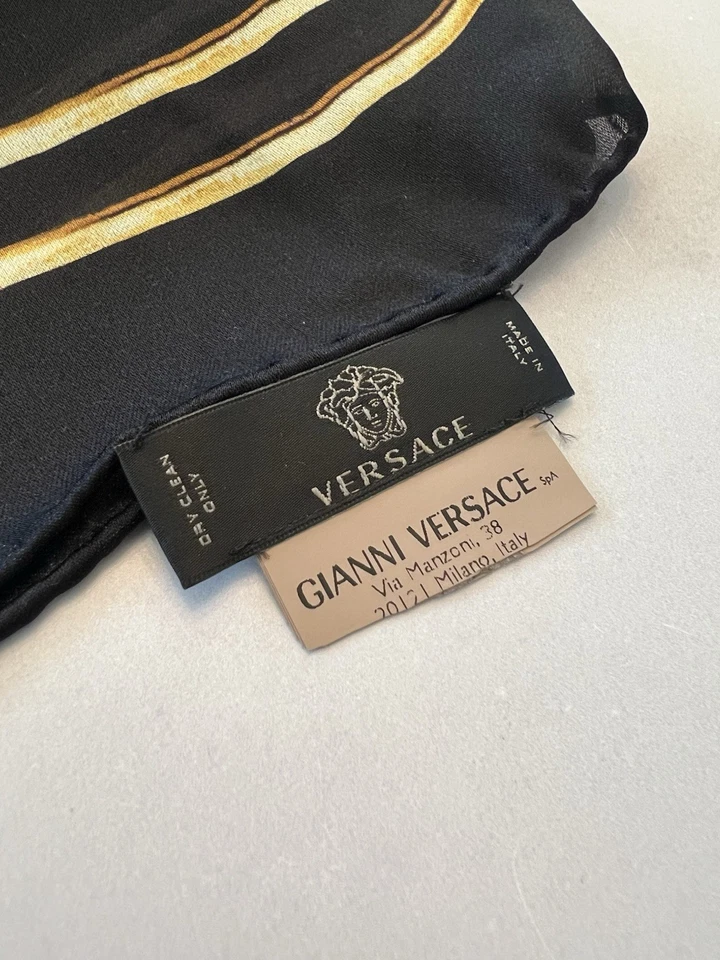 MADE IN
ITALY
VERSACE
DRY CLEAN
ONLY
GIANNI VERSACE SpA
Via Manzoni, 38
20121 Milano, Italy